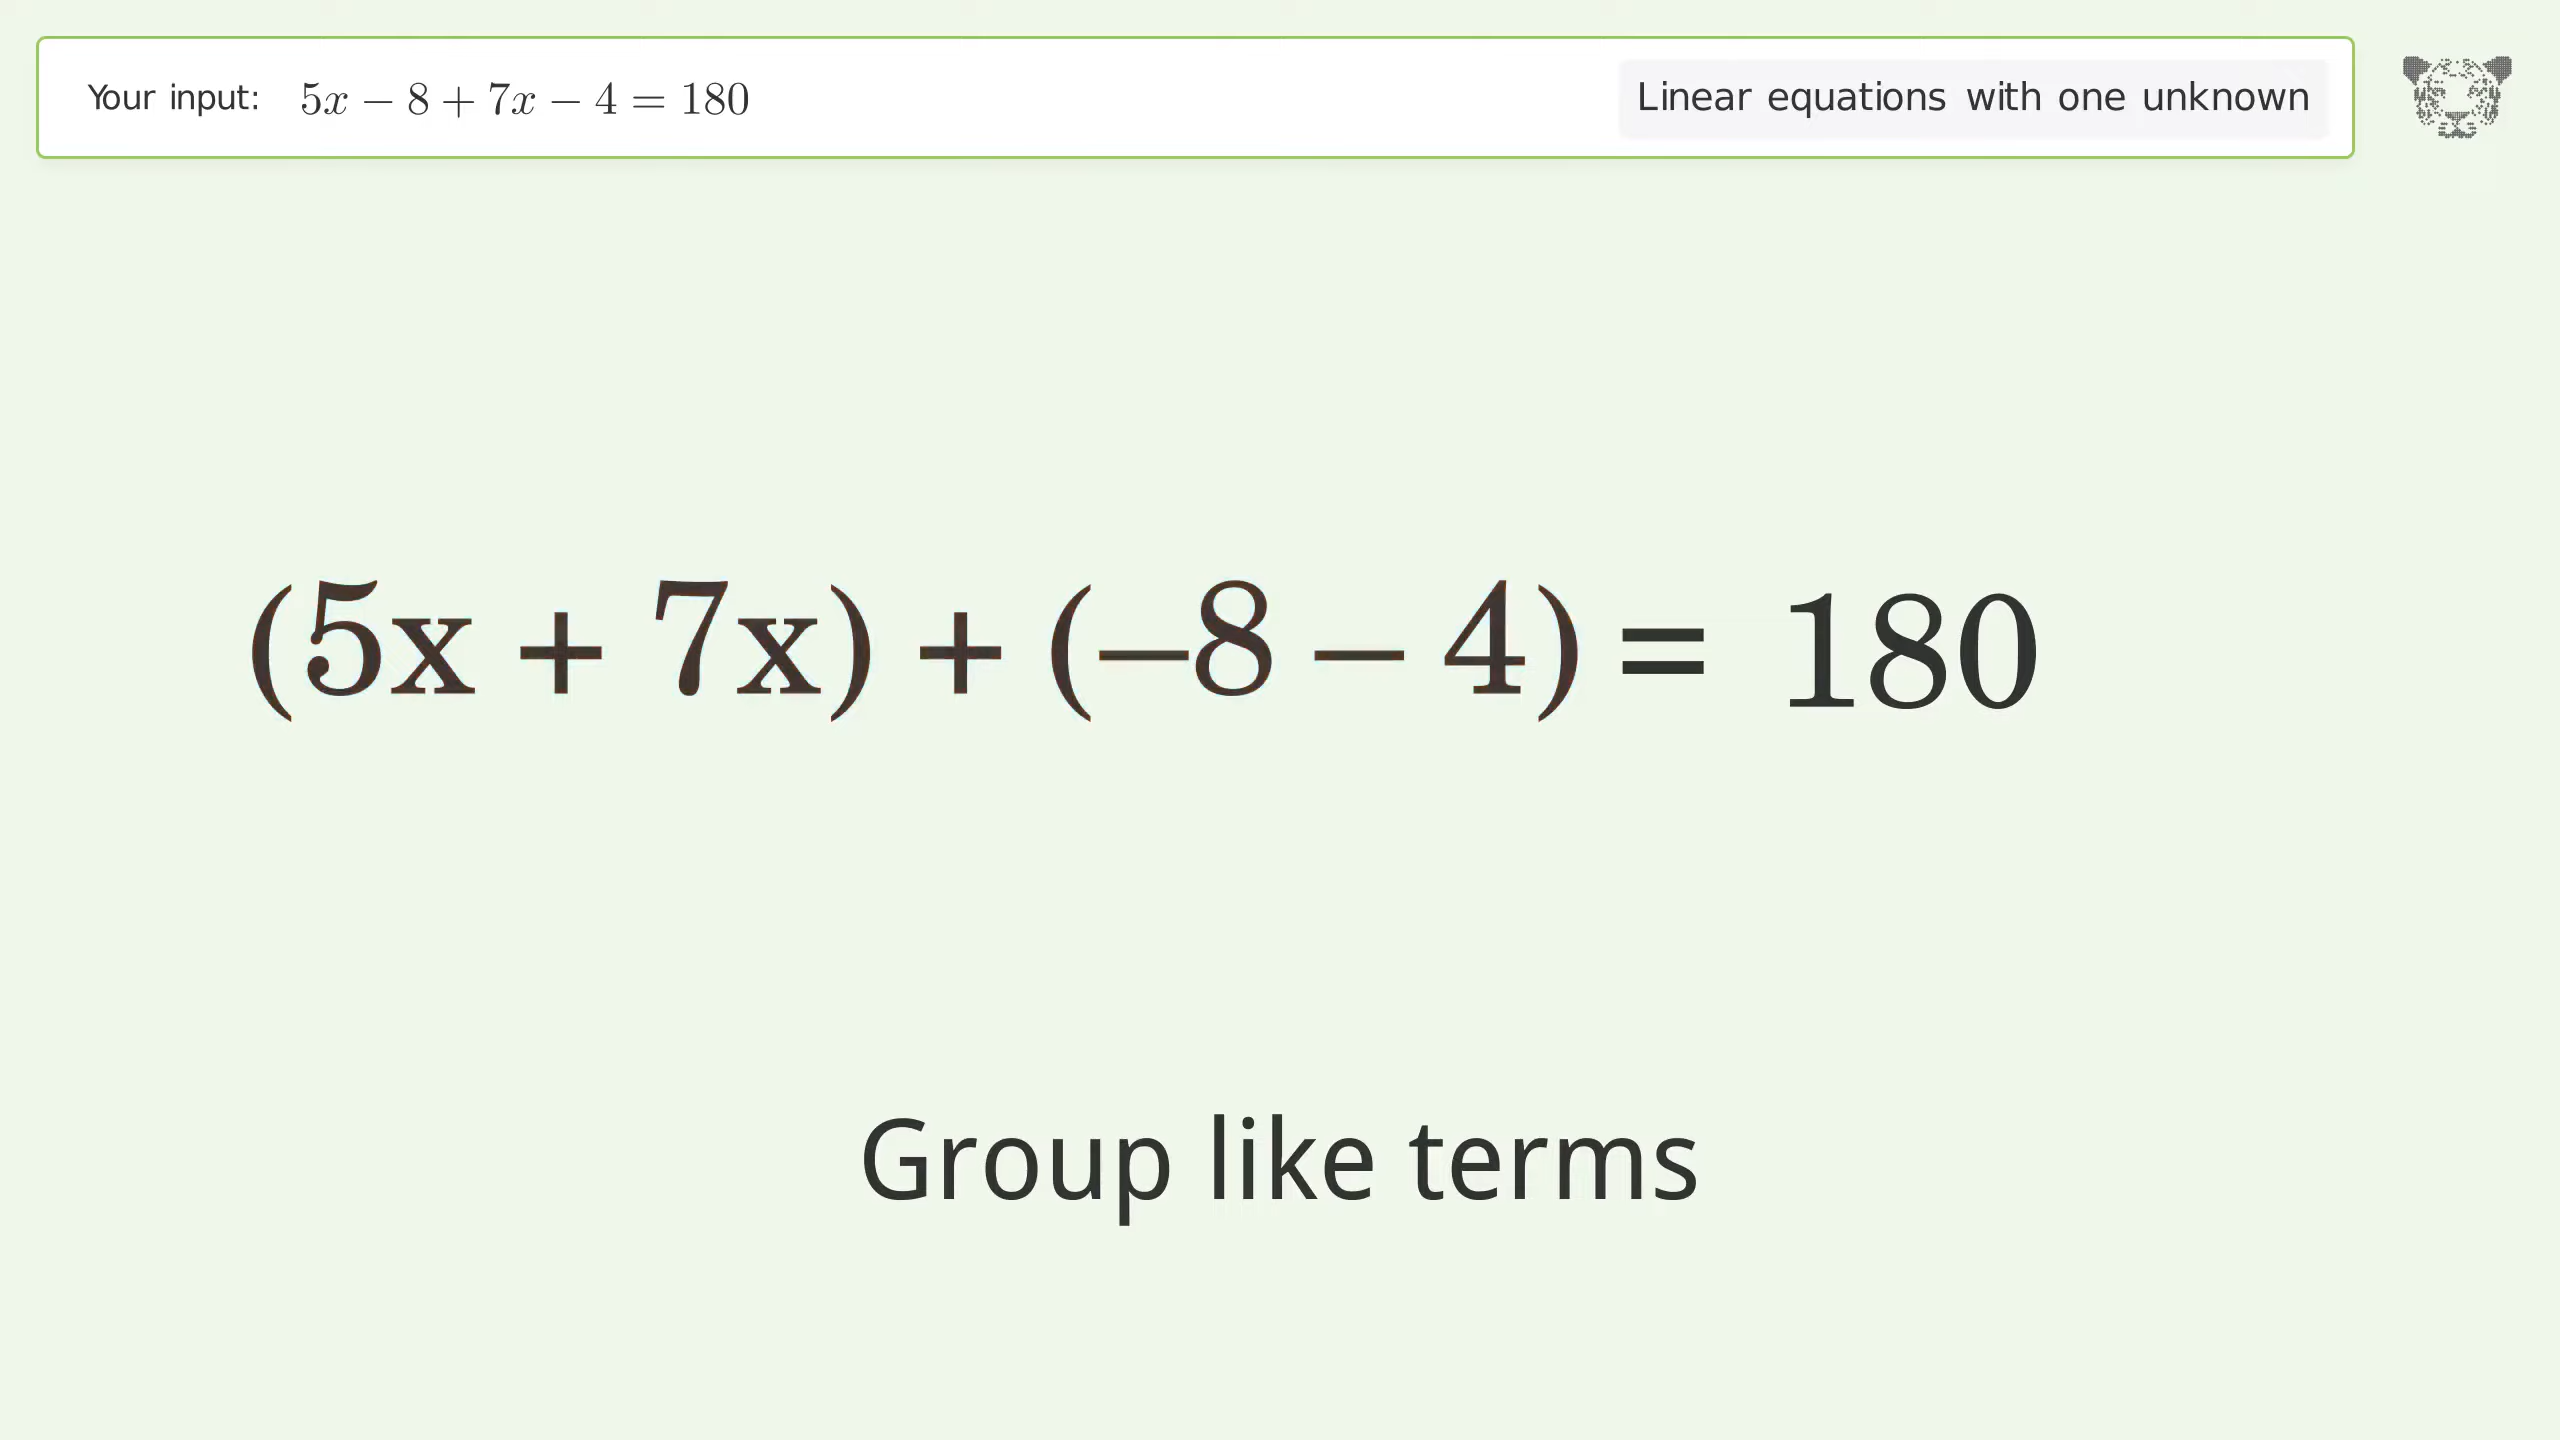 Your input: 5x − 8 + 7x − 4 = 180
Linear equations with one unknown
(5x + 7x) + (−8 − 4) = 180
Group like terms